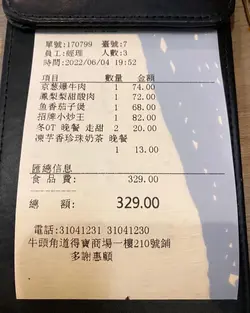 單號:170799 臺號:7
員工:經理 人數:3
時間:2022/06/04 19:52
項目 數量 金額
京葱爆牛肉 1 74.00
鳳梨梨甜酸肉 1 72.00
魚香茄子煲 1 68.00
招牌小炒王 1 82.00
冬OT 晚餐 走甜 2 20.00
凍芋香珍珠奶茶 晚餐
1 13.00
匯總信息
食品費: 329.00
總 額: 329.00
電話:31041231 31041230
牛頭角道得寶商場一樓210號鋪
多謝惠顧